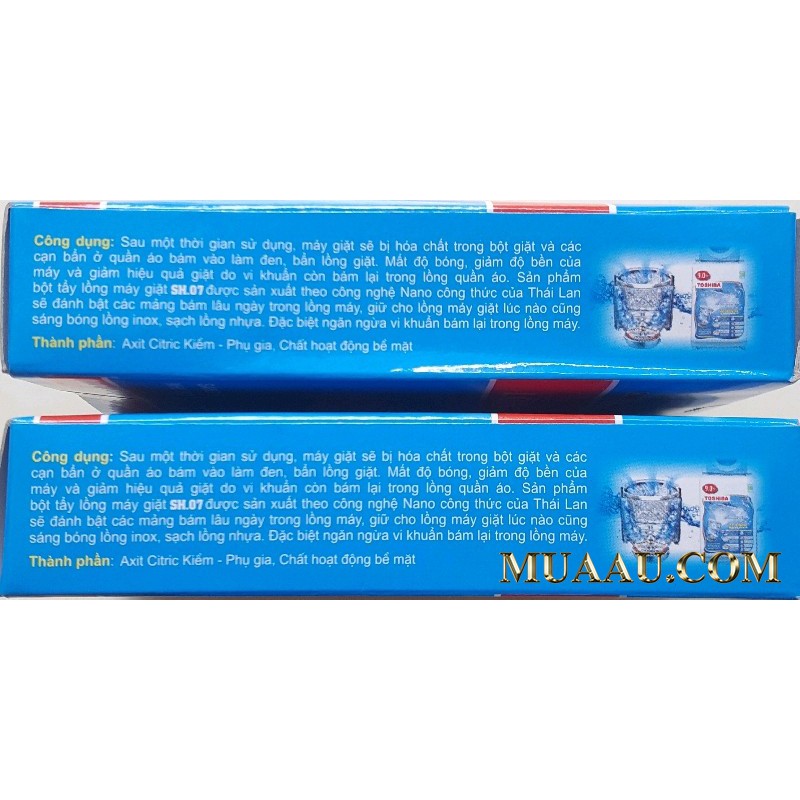 Công dụng: Sau một thời gian sử dụng, máy giặt sẽ bị hóa chất trong bột giặt và các
cạn bẩn ở quần áo bám vào làm đen, bẩn lồng giặt. Mất độ bóng, giảm độ bền của
máy và giảm hiệu quả giặt do vi khuẩn còn bám lại trong lồng quần áo. Sản phẩm
bột tẩy lồng máy giặt SH.07 được sản xuất theo công nghệ Nano công thức của Thái Lan
sẽ đánh bật các mảng bám lâu ngày trong lồng máy, giữ cho lồng máy giặt lúc nào cũng
sáng bóng lồng inox, sạch lồng nhựa. Đặc biệt ngăn ngừa vi khuẩn bám lại trong lồng máy.
Thành phần: Axit Citric Kiềm - Phụ gia, Chất hoạt động bề mặt
9.0
TOSHIBA
Công dụng: Sau một thời gian sử dụng, máy giặt sẽ bị hóa chất trong bột giặt và các
cạn bẩn ở quần áo bám vào làm đen, bẩn lồng giặt. Mất độ bóng, giảm độ bền của
máy và giảm hiệu quả giặt do vi khuẩn còn bám lại trong lồng quần áo. Sản phẩm
bột tẩy lồng máy giặt SH.07 được sản xuất theo công nghệ Nano công thức của Thái Lan
sẽ đánh bật các mảng bám lâu ngày trong lồng máy, giữ cho lồng máy giặt lúc nào cũng
sáng bóng lồng inox, sạch lồng nhựa. Đặc biệt ngăn ngừa vi khuẩn bám lại trong lồng máy.
Thành phần: Axit Citric Kiềm - Phụ gia, Chất hoạt động bề mặt
9.0
TOSHIBA
MUAAU.COM